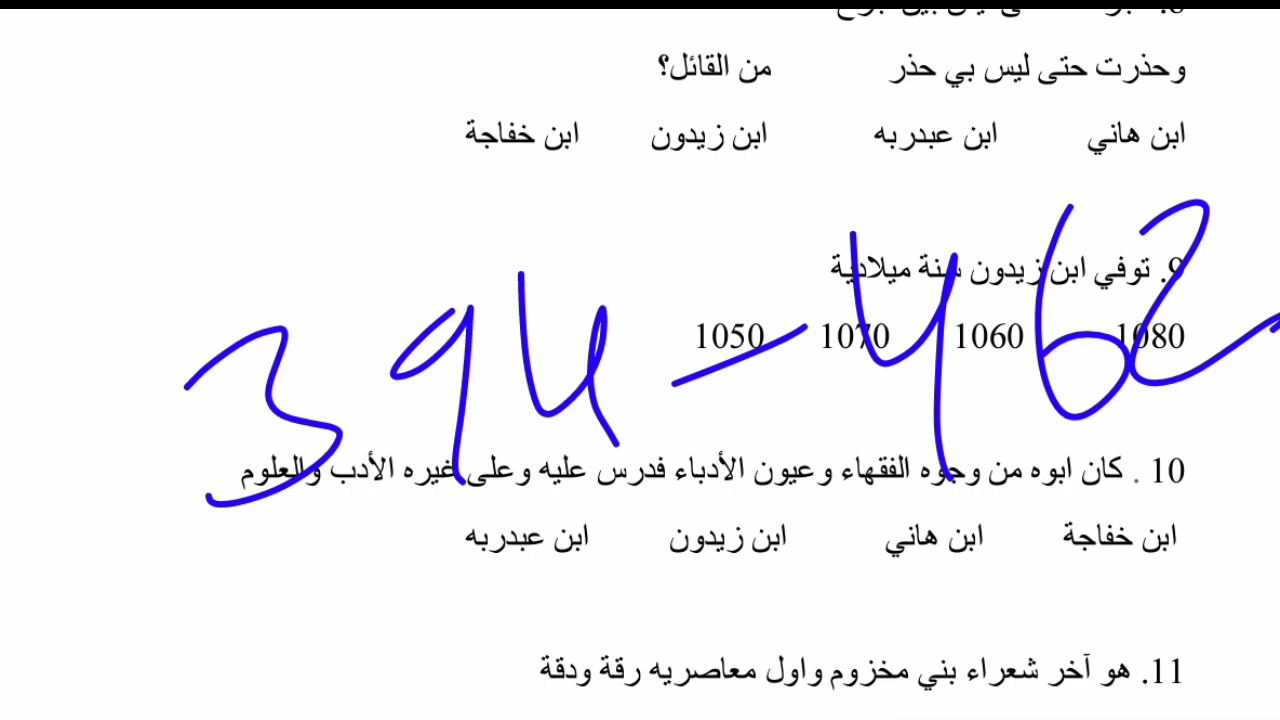 وحذرت حتى ليس بي حذر من القائل؟
ابن هاني ابن عبدربه ابن زيدون ابن خفاجة
9. توفي ابن زيدون سنة ميلادية
1080 1060 1070 1050
394 - 462
10 . كان ابوه من وجوه الفقهاء وعيون الأدباء فدرس عليه وعلى غيره الأدب والعلوم
ابن خفاجة ابن هاني ابن زيدون ابن عبدربه
11. هو آخر شعراء بني مخزوم واول معاصريه رقة ودقة